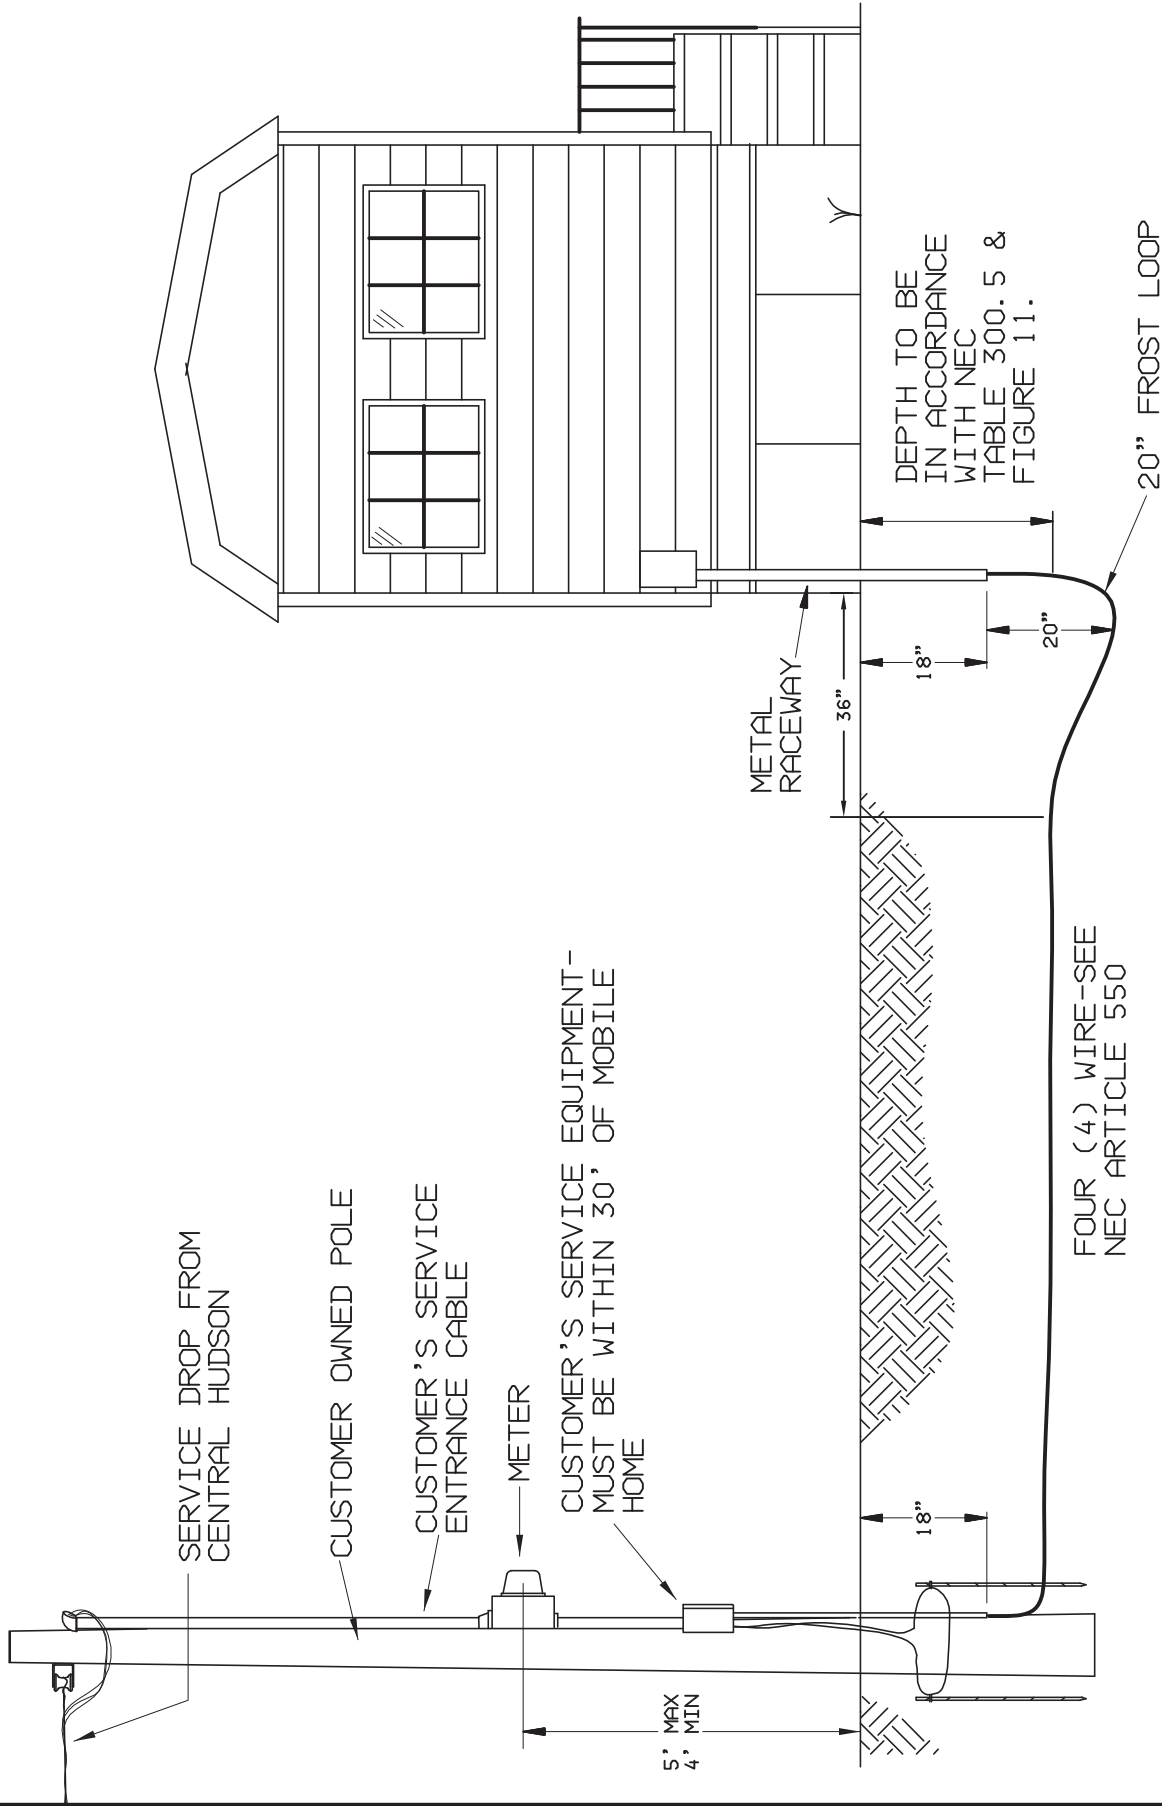 SERVICE DROP FROM
CENTRAL HUDSON
CUSTOMER OWNED POLE
CUSTOMER'S SERVICE
ENTRANCE CABLE
METER
CUSTOMER'S SERVICE EQUIPMENT-
MUST BE WITHIN 30' OF MOBILE
HOME
5' MAX
4' MIN
METAL
RACEWAY
36"
18"
18"
20"
DEPTH TO BE
IN ACCORDANCE
WITH NEC
TABLE 300.5 &
FIGURE 11.
20" FROST LOOP
FOUR (4) WIRE-SEE
NEC ARTICLE 550